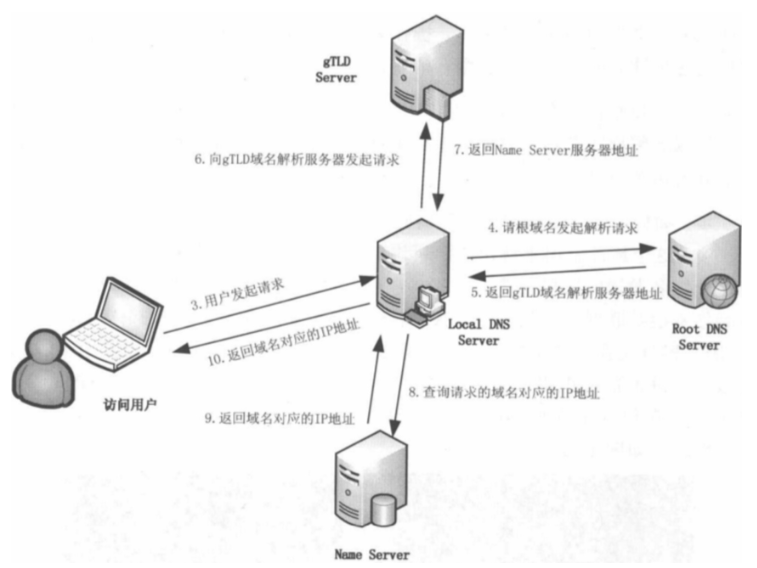 gTLD
Server
6.向gTLD域名解析服务器发起请求
7.返回Name Server服务器地址
4.请根域名发起解析请求
3.用户发起请求
5.返回gTLD域名解析服务器地址
Local DNS
Server
Root DNS
Server
10.返回域名对应的IP地址
访问用户
8.查询请求的域名对应的IP地址
9.返回域名对应的IP地址
Name Server